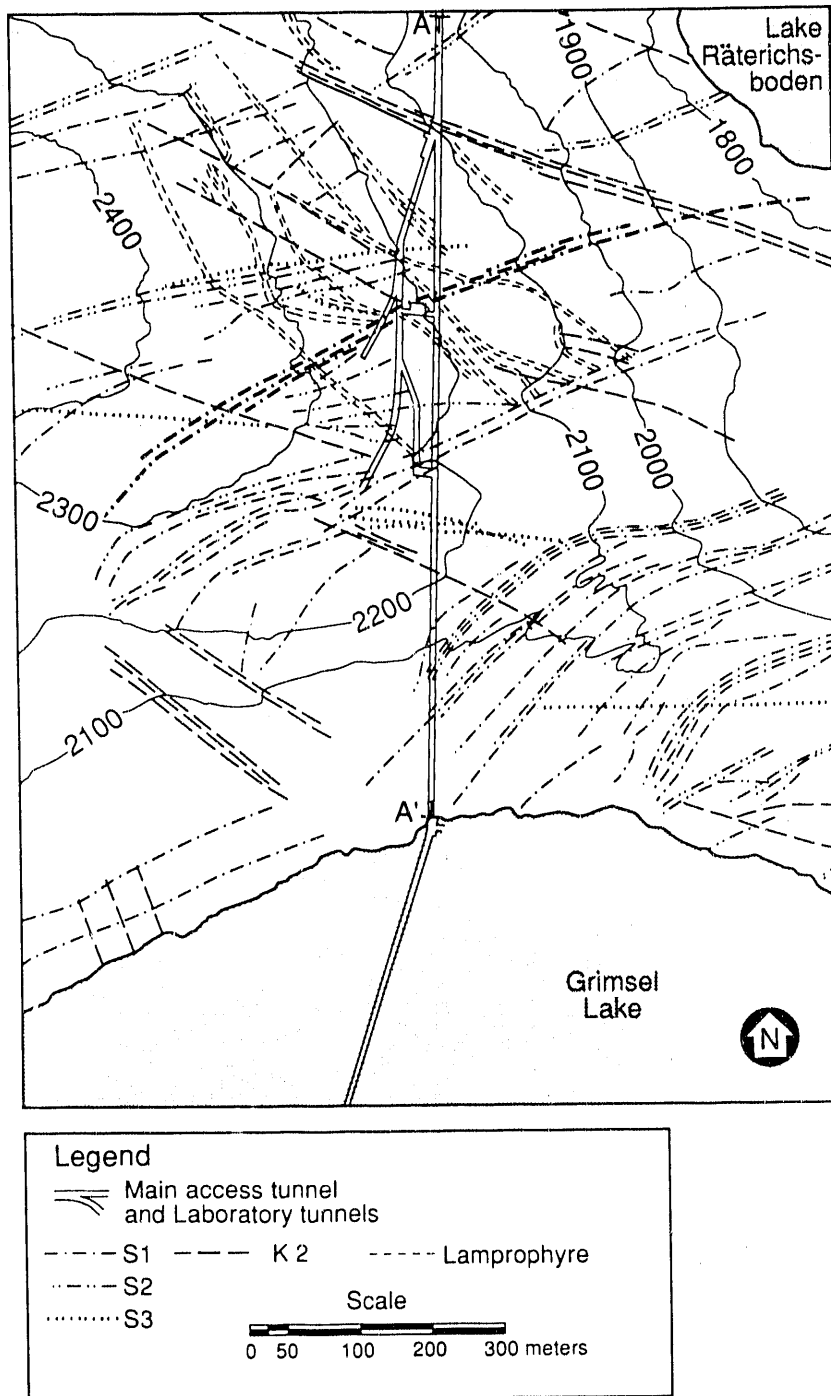 A
Lake
Räterichs-
boden
1900
1800
2400
2100
2000
2300
2200
2100
A'
Grimsel
Lake
N
Legend
Main access tunnel
and Laboratory tunnels
S1
K 2
Lamprophyre
S2
S3
Scale
0 50 100 200 300 meters